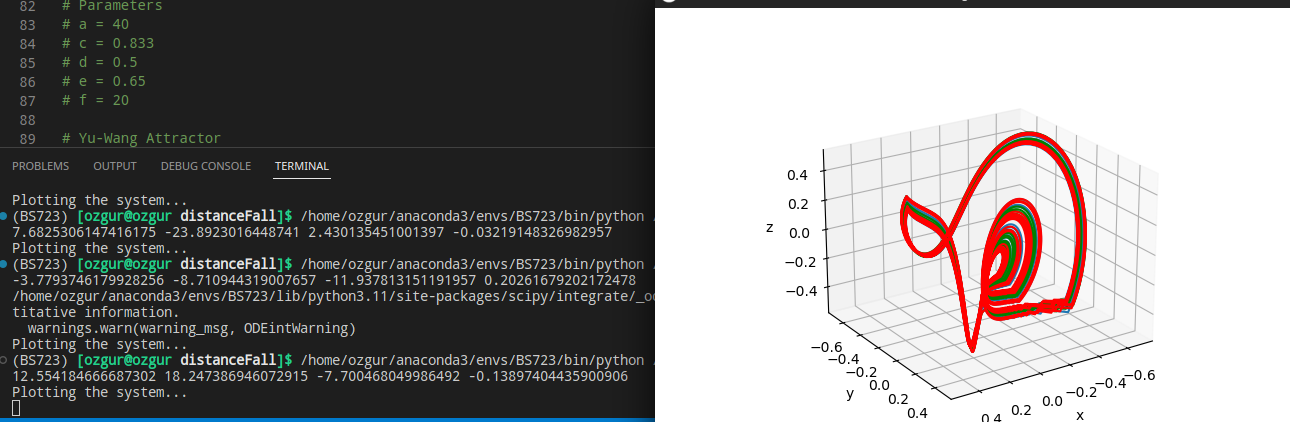 82 # Parameters
83 # a = 40
84 # c = 0.833
85 # d = 0.5
86 # e = 0.65
87 # f = 20
88
89 # Yu-Wang Attractor
PROBLEMS OUTPUT DEBUG CONSOLE TERMINAL
Plotting the system...
(BS723) [ozgur@ozgur distanceFall]$ /home/ozgur/anaconda3/envs/BS723/bin/python
7.6825306147416175 -23.8923016448741 2.430135451001397 -0.03219148326982957
Plotting the system...
(BS723) [ozgur@ozgur distanceFall]$ /home/ozgur/anaconda3/envs/BS723/bin/python
-3.7793746179928256 -8.710944319007657 -11.937813151191957 0.20261679202172478
/home/ozgur/anaconda3/envs/BS723/lib/python3.11/site-packages/scipy/integrate/_od
titative information.
warnings.warn(warning_msg, ODEintWarning)
Plotting the system...
(BS723) [ozgur@ozgur distanceFall]$ /home/ozgur/anaconda3/envs/BS723/bin/python
12.554184666687302 18.247386946072915 -7.700468049986492 -0.13897404435900906
Plotting the system...
0.4
0.2
0.0
−0.2
−0.4
z
−0.6
−0.4
−0.2
0.0
0.2
0.4
y
0.4
0.2
0.0
−0.2
−0.4
−0.6
x